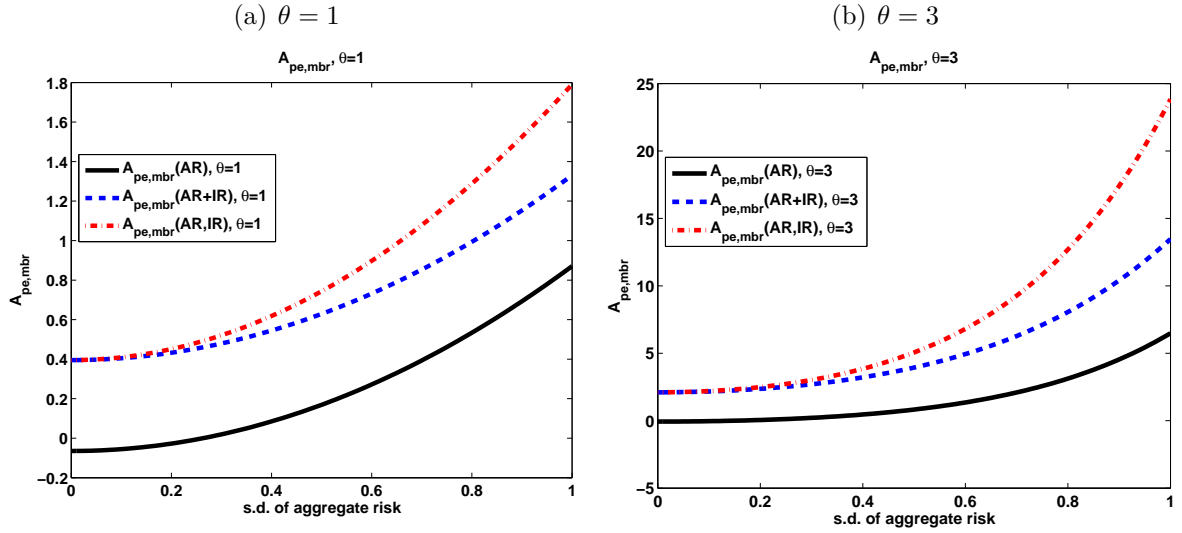 (a) θ = 1
A_pe,mbr, θ=1
1.8
1.6
1.4
1.2
1
0.8
0.6
0.4
0.2
0
−0.2
A_pe,mbr
A_pe,mbr(AR), θ=1
A_pe,mbr(AR+IR), θ=1
A_pe,mbr(AR,IR), θ=1
0 0.2 0.4 0.6 0.8 1
s.d. of aggregate risk
(b) θ = 3
A_pe,mbr, θ=3
25
20
15
10
5
0
−5
A_pe,mbr
A_pe,mbr(AR), θ=3
A_pe,mbr(AR+IR), θ=3
A_pe,mbr(AR,IR), θ=3
0 0.2 0.4 0.6 0.8 1
s.d. of aggregate risk